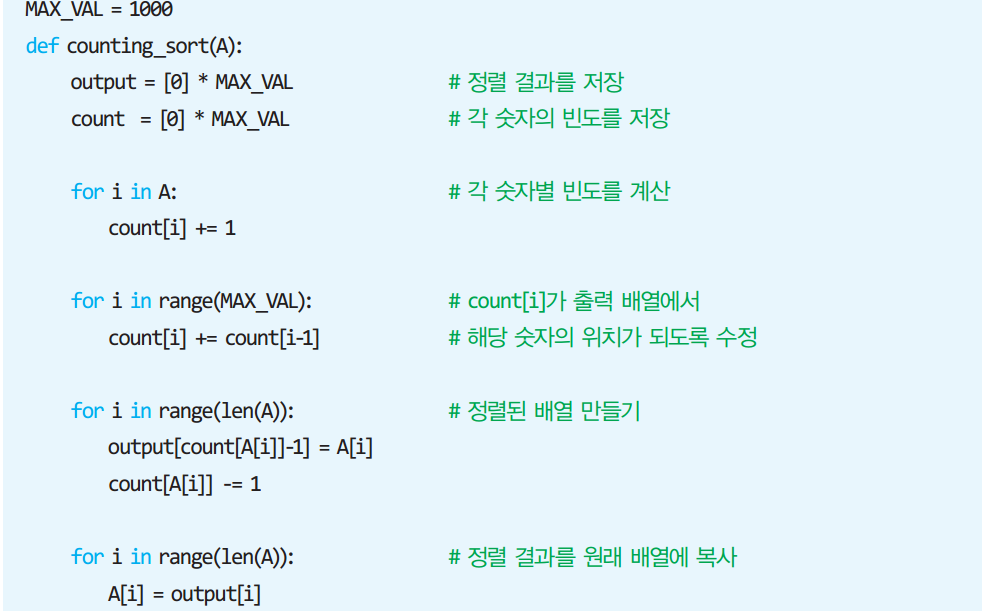 MAX_VAL = 1000
def counting_sort(A):
output = [0] * MAX_VAL # 정렬 결과를 저장
count = [0] * MAX_VAL # 각 숫자의 빈도를 저장
for i in A: # 각 숫자별 빈도를 계산
count[i] += 1
for i in range(MAX_VAL): # count[i]가 출력 배열에서
count[i] += count[i-1] # 해당 숫자의 위치가 되도록 수정
for i in range(len(A)): # 정렬된 배열 만들기
output[count[A[i]]-1] = A[i]
count[A[i]] -= 1
for i in range(len(A)): # 정렬 결과를 원래 배열에 복사
A[i] = output[i]